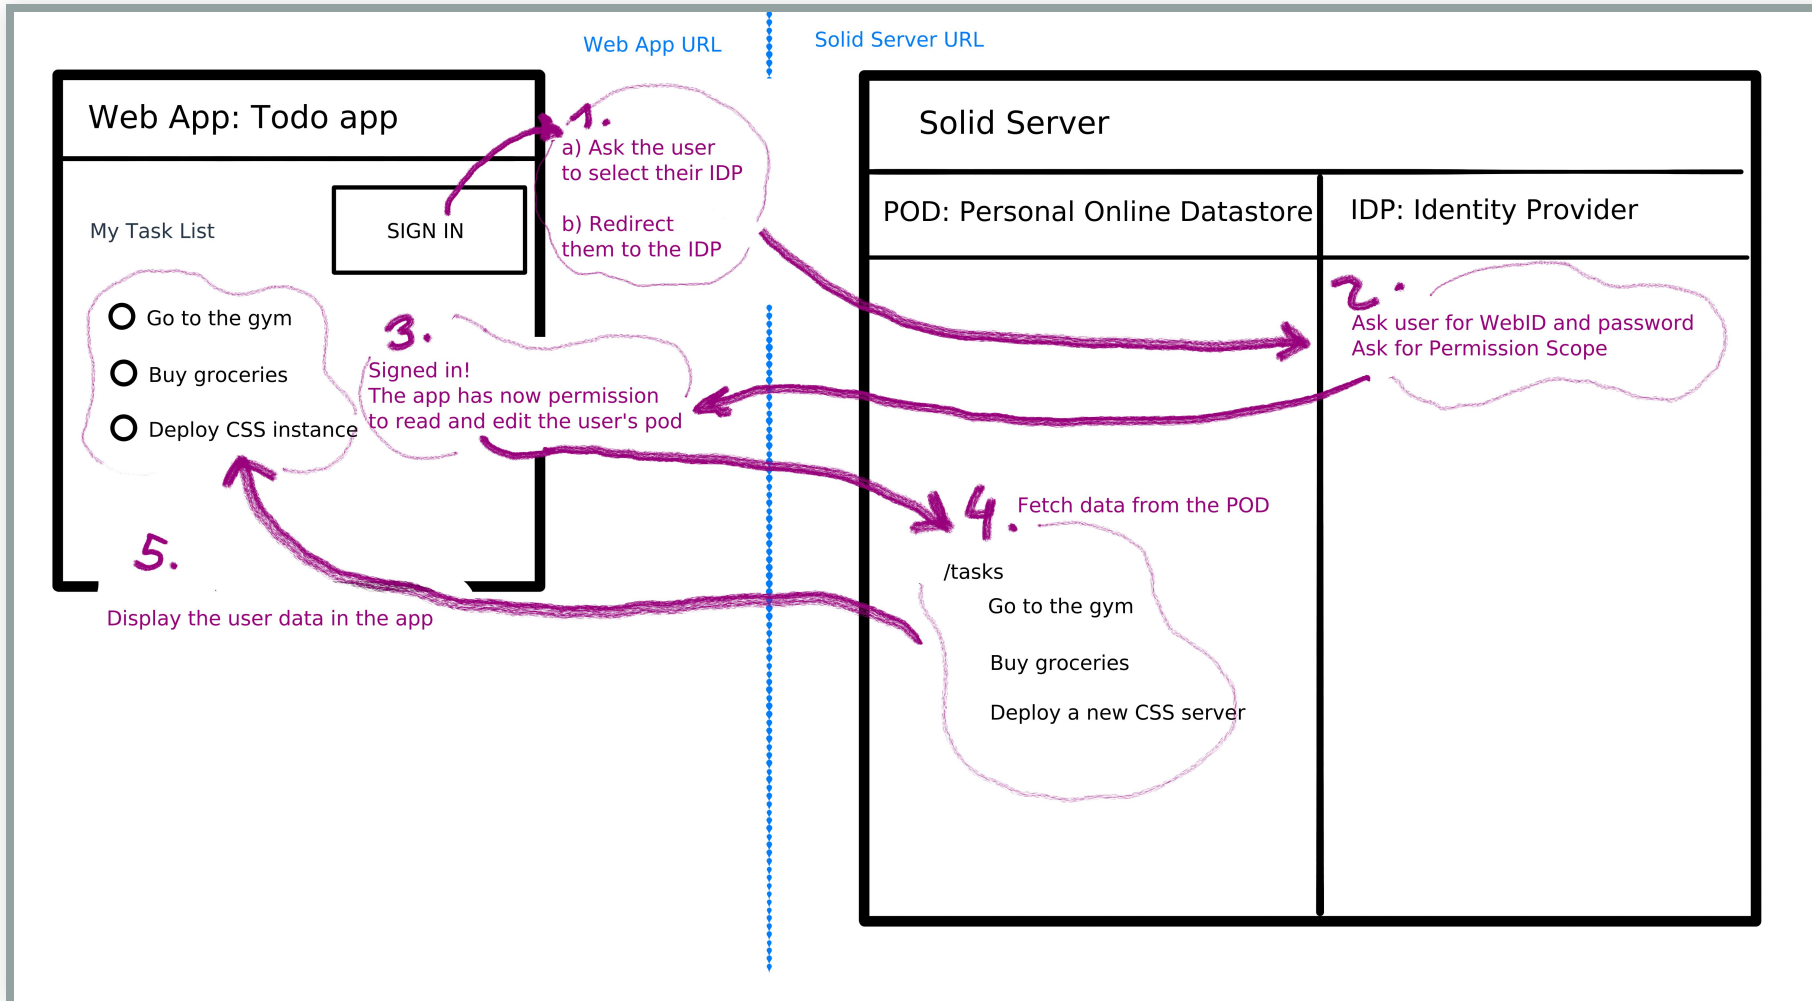 Web App URL
Solid Server URL
Web App: Todo app
SIGN IN
My Task List
Go to the gym
Buy groceries
Deploy CSS instance
1.
a) Ask the user
to select their IDP
b) Redirect
them to the IDP
Solid Server
POD: Personal Online Datastore
IDP: Identity Provider
2.
Ask user for WebID and password
Ask for Permission Scope
3.
Signed in!
The app has now permission
to read and edit the user's pod
4.
Fetch data from the POD
/tasks
Go to the gym
Buy groceries
Deploy a new CSS server
5.
Display the user data in the app